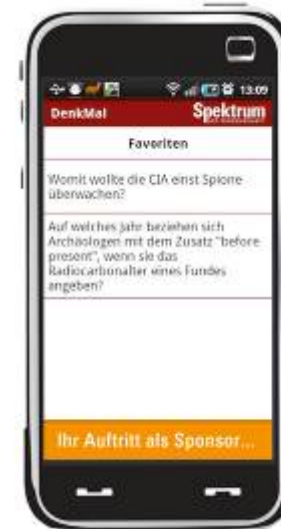 13:09
DenkMal
Spektrum
Favoriten
Womit wollte die CIA einst Spione
überwachen?
Auf welches Jahr beziehen sich
Archäologen mit dem Zusatz "before
present", wenn sie das
Radiocarbonalter eines Fundes
angeben?
Ihr Auftritt als Sponsor...